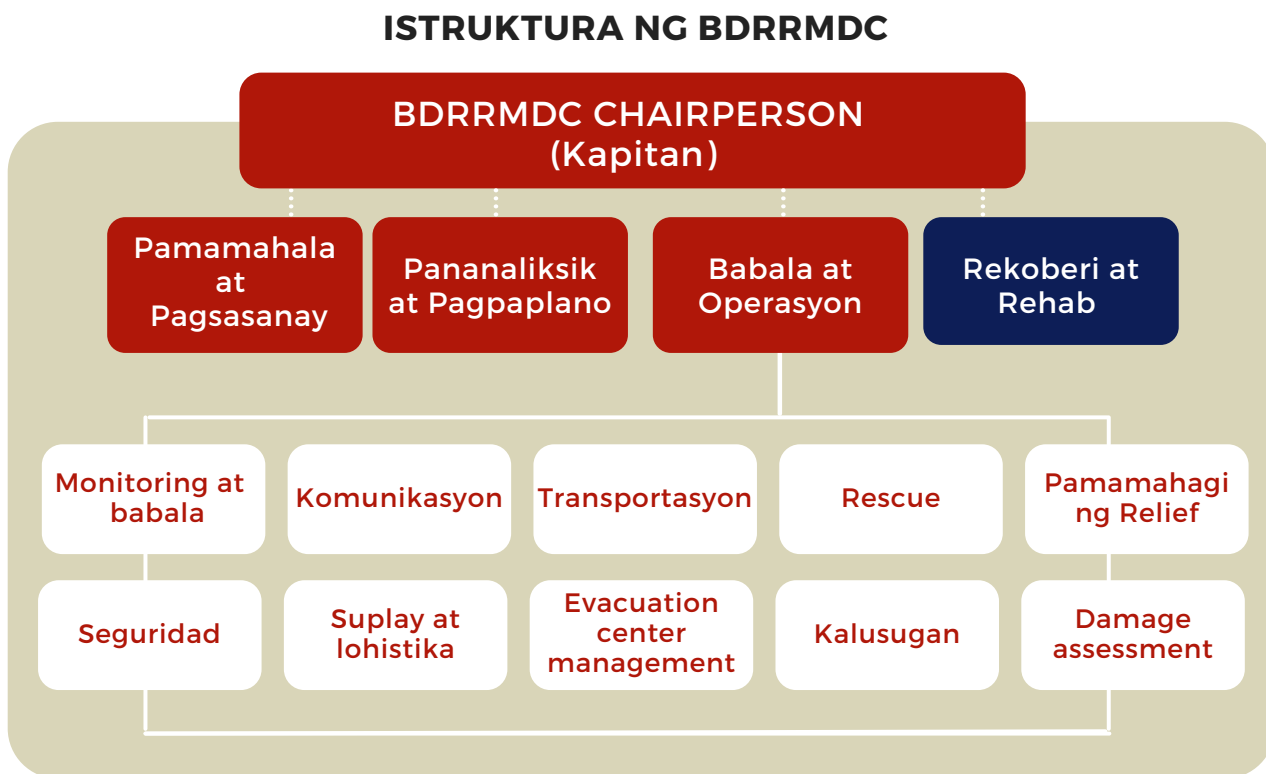 ISTRUKTURA NG BDRRMDC
BDRRMDC CHAIRPERSON
(Kapitan)
Pamamahala
at
Pagsasanay
Pananaliksik
at Pagpaplano
Babala at
Operasyon
Rekoberi at
Rehab
Monitoring at
babala
Komunikasyon
Transportasyon
Rescue
Pamamahagi
ng Relief
Seguridad
Suplay at
lohistika
Evacuation
center
management
Kalusugan
Damage
assessment